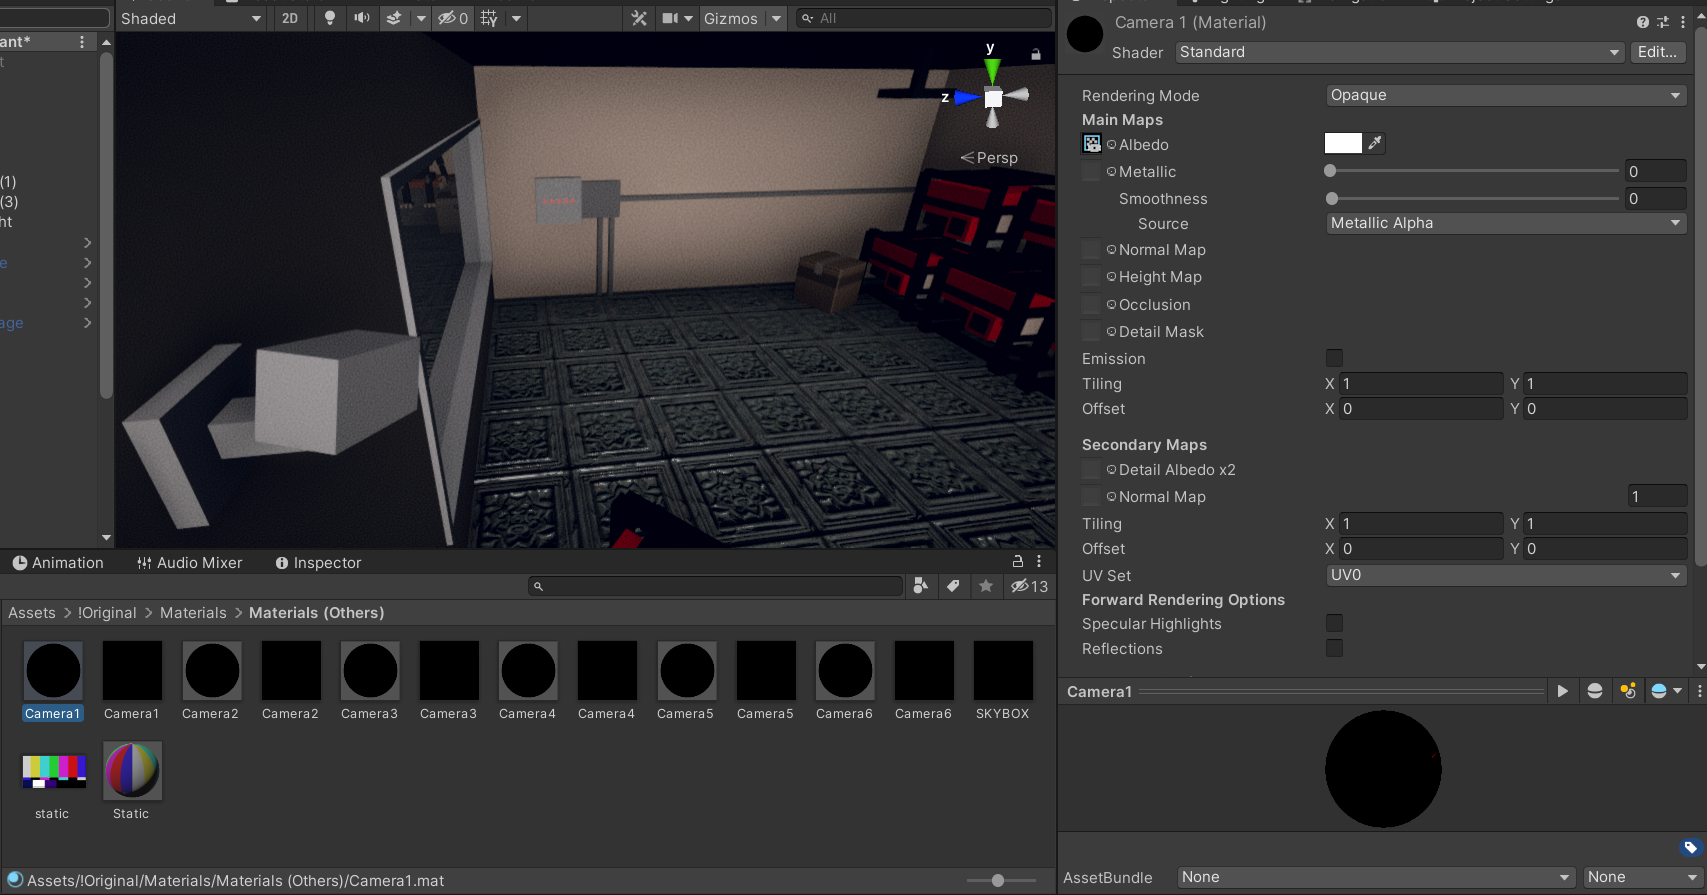 Shaded
2D
0
Gizmos
All
ant*
(1)
(3)
ht
e
age
y
z
Persp
Camera 1 (Material)
Shader
Standard
Edit...
Rendering Mode
Opaque
Main Maps
Albedo
Metallic
0
Smoothness
0
Source
Metallic Alpha
Normal Map
Height Map
Occlusion
Detail Mask
Emission
Tiling
X 1
Y 1
Offset
X 0
Y 0
Secondary Maps
Detail Albedo x2
Normal Map
1
Tiling
X 1
Y 1
Offset
X 0
Y 0
UV Set
UV0
Forward Rendering Options
Specular Highlights
Reflections
Animation
Audio Mixer
Inspector
13
Assets > !Original > Materials > Materials (Others)
Camera1
Camera1
Camera2
Camera2
Camera3
Camera3
Camera4
Camera4
Camera5
Camera5
Camera6
Camera6
SKYBOX
static
Static
Assets/!Original/Materials/Materials (Others)/Camera1.mat
Camera1
AssetBundle
None
None